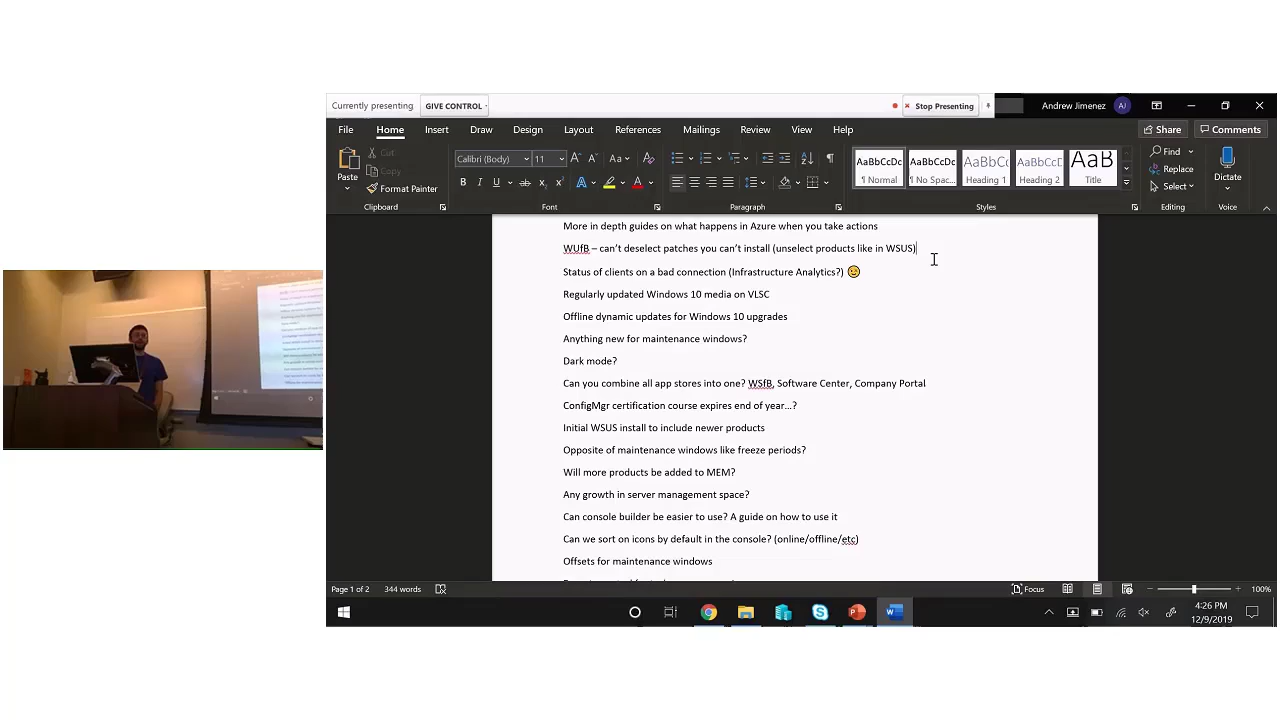 Currently presenting GIVE CONTROL Stop Presenting Andrew Jimenez AJ
File Home Insert Draw Design Layout References Mailings Review View Help Share Comments
Paste Cut Copy Format Painter Clipboard
Calibri (Body) 11 Aa A B I U ab x₂ x² A A Font
Paragraph
AaBbCcDc AaBbCcDc AaBbCc AaBbCcC AaB
¶ Normal ¶ No Spac... Heading 1 Heading 2 Title
Styles
Find Replace Select Editing
Dictate Voice
More in depth guides on what happens in Azure when you take actions
WUfB – can’t deselect patches you can’t install (unselect products like in WSUS)
Status of clients on a bad connection (Infrastructure Analytics?) 😉
Regularly updated Windows 10 media on VLSC
Offline dynamic updates for Windows 10 upgrades
Anything new for maintenance windows?
Dark mode?
Can you combine all app stores into one? WSfB, Software Center, Company Portal
ConfigMgr certification course expires end of year…?
Initial WSUS install to include newer products
Opposite of maintenance windows like freeze periods?
Will more products be added to MEM?
Any growth in server management space?
Can console builder be easier to use? A guide on how to use it
Can we sort on icons by default in the console? (online/offline/etc)
Offsets for maintenance windows
Page 1 of 2 344 words Focus 100%
4:26 PM
12/9/2019